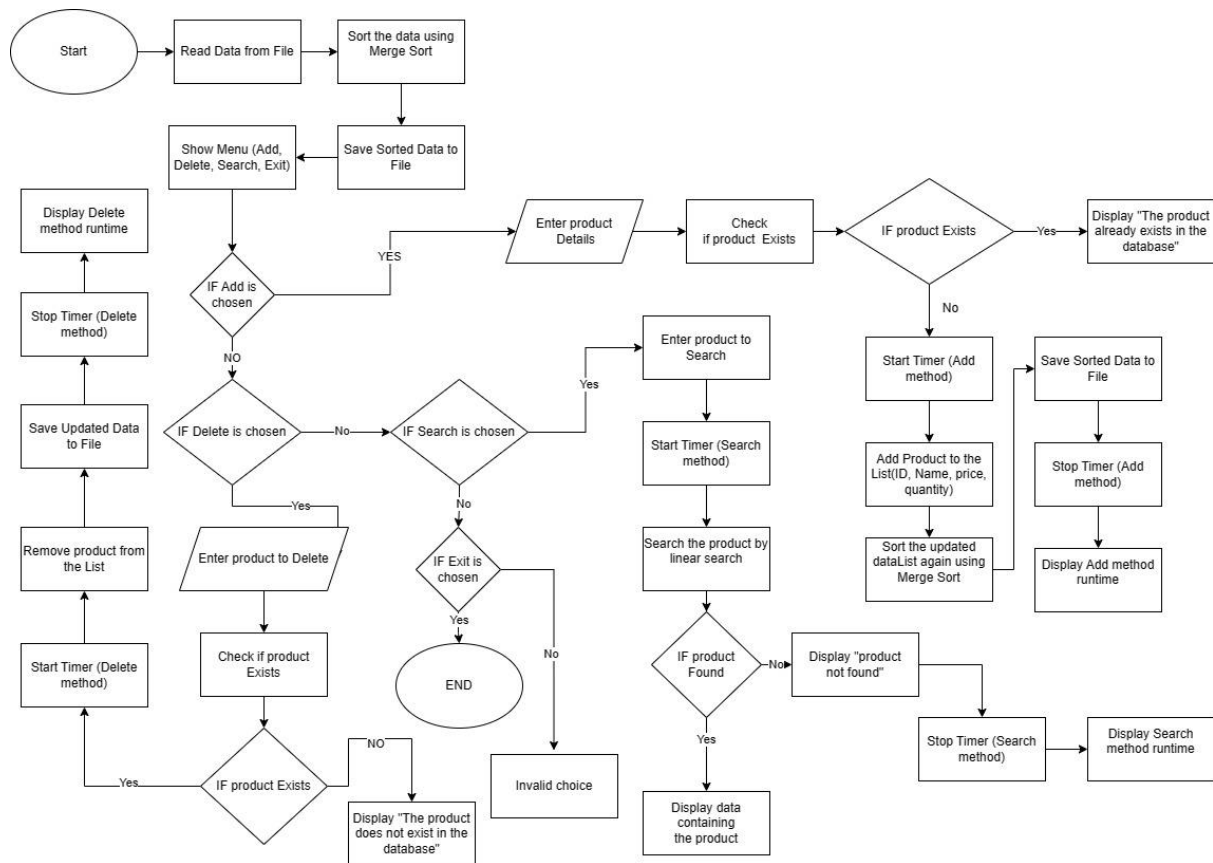 Start
Read Data from File
Sort the data using
Merge Sort
Show Menu (Add,
Delete, Search, Exit)
Save Sorted Data to
File
Display Delete
method runtime
Enter product
Details
Check
if product  Exists
IF product Exists
Yes
Display "The product
already exists in the
database"
YES
IF Add is
chosen
Stop Timer (Delete
method)
No
NO
Enter product to
Search
Start Timer (Add
method)
Save Sorted Data to
File
Yes
Save Updated Data
to File
IF Delete is chosen
No
IF Search is chosen
Start Timer (Search
method)
Add Product to the
List(ID, Name, price,
quantity)
Stop Timer (Add
method)
Yes
No
Remove product from
the List
Enter product to Delete
IF Exit is
chosen
Search the product by
linear search
Sort the updated
dataList again using
Merge Sort
Display Add method
runtime
Yes
No
Start Timer (Delete
method)
Check if product
Exists
END
IF product
Found
No
Display "product
not found"
Yes
Stop Timer (Search
method)
Display Search
method runtime
NO
Yes
IF product Exists
Invalid choice
Display "The product
does not exist in the
database"
Display data
containing
the product